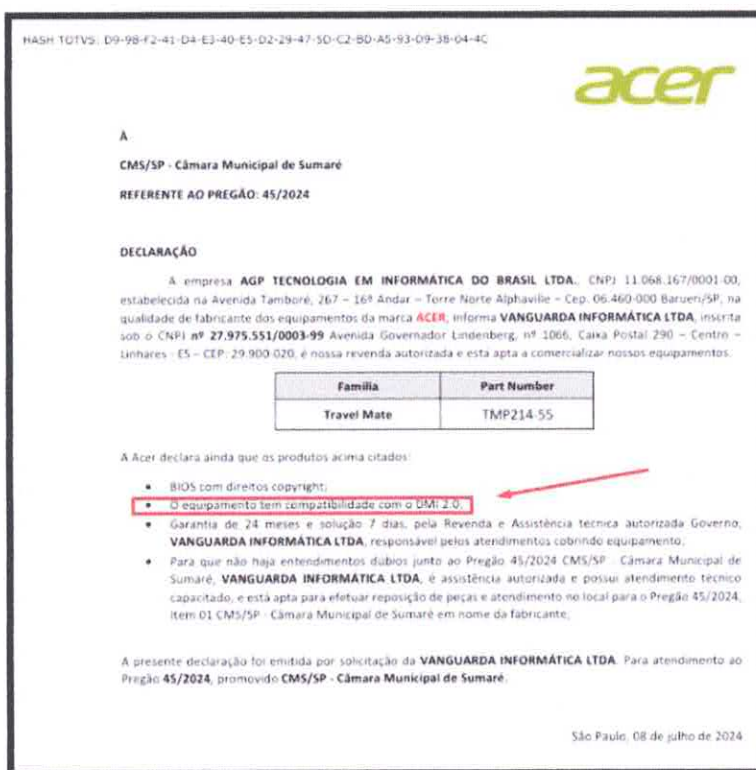 HASH TOTVS: D9-98-F2-41-D4-E3-40-E5-D2-29-47-5D-C2-BD-A5-93-09-38-04-4C
acer
À
CMS/SP - Câmara Municipal de Sumaré
REFERENTE AO PREGÃO: 45/2024
DECLARAÇÃO
A empresa AGP TECNOLOGIA EM INFORMÁTICA DO BRASIL LTDA., CNPJ 11.068.167/0001-00,
estabelecida na Avenida Tamboré, 267 – 16º Andar – Torre Norte Alphaville – Cep. 06.460-000 Barueri/SP, na
qualidade de fabricante dos equipamentos da marca ACER, informa VANGUARDA INFORMÁTICA LTDA, inscrita
sob o CNPJ nº 27.975.551/0003-99 Avenida Governador Lindenberg, nº 1066, Caixa Postal 290 – Centro –
Linhares - ES – CEP: 29.900-020, é nossa revenda autorizada e esta apta a comercializar nossos equipamentos.
Família Part Number
Travel Mate TMP214-55
A Acer declara ainda que os produtos acima citados:
• BIOS com direitos copyright;
• O equipamento tem compatibilidade com o DMI 2.0;
• Garantia de 24 meses e solução 7 dias, pela Revenda e Assistência técnica autorizada Governo,
VANGUARDA INFORMÁTICA LTDA, responsável pelos atendimentos cobrindo equipamento;
• Para que não haja entendimentos dúbios junto ao Pregão 45/2024 CMS/SP - Câmara Municipal de
Sumaré, VANGUARDA INFORMÁTICA LTDA, é assistência autorizada e possui atendimento técnico
capacitado, e está apta para efetuar reposição de peças e atendimento no local para o Pregão 45/2024,
Item 01 CMS/SP - Câmara Municipal de Sumaré em nome da fabricante;
A presente declaração foi emitida por solicitação da VANGUARDA INFORMÁTICA LTDA. Para atendimento ao
Pregão 45/2024, promovido CMS/SP - Câmara Municipal de Sumaré.
São Paulo, 08 de julho de 2024